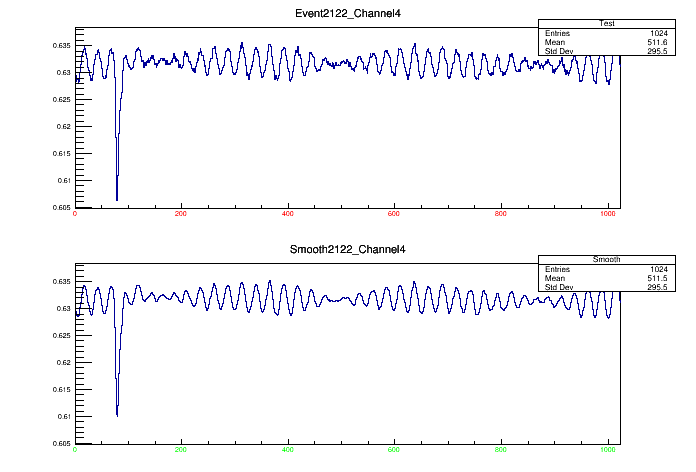 Event2122_Channel4
Test
Entries 1024
Mean 511.6
Std Dev 295.5
0.635
0.63
0.625
0.62
0.615
0.61
0.605
0 200 400 600 800 1000
Smooth2122_Channel4
Smooth
Entries 1024
Mean 511.5
Std Dev 295.5
0.635
0.63
0.625
0.62
0.615
0.61
0.605
0 200 400 600 800 1000